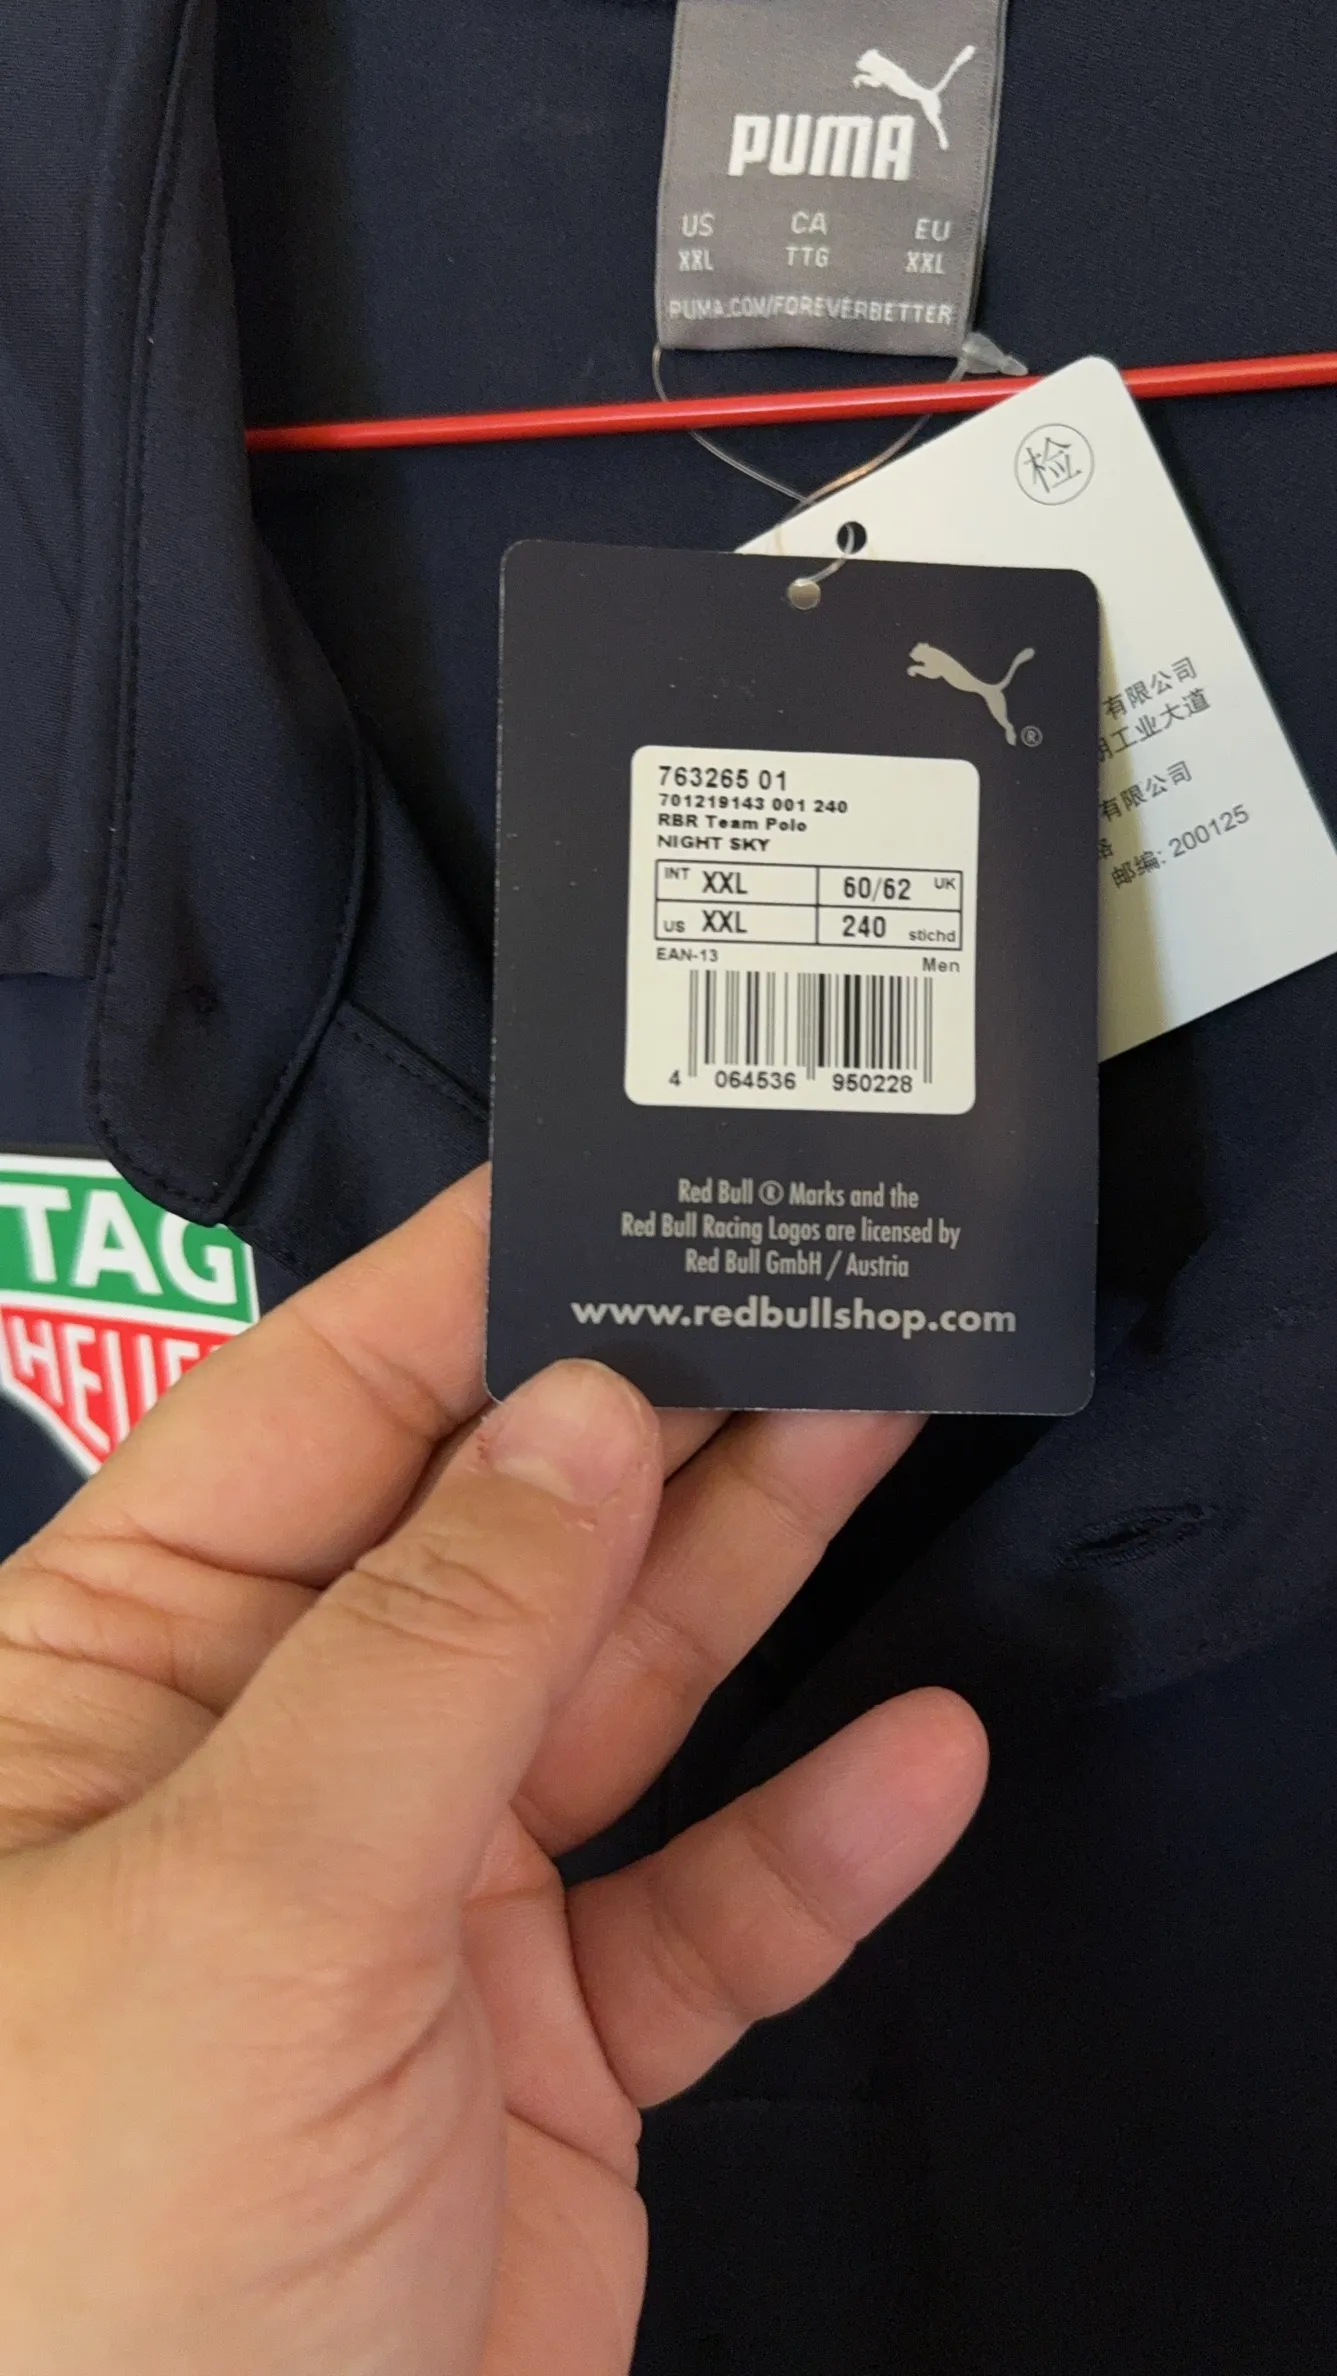 PUMA
US CA EU
XXL TTG XXL
PUMA.COM/FOREVERBETTER
检
有限公司
明工业大道
有限公司
邮编: 200125
®
763265 01
701219143 001 240
RBR Team Polo
NIGHT SKY
INT XXL 60/62 UK
US XXL 240 stichd
EAN-13 Men
4 064536 950228
Red Bull ® Marks and the
Red Bull Racing Logos are licensed by
Red Bull GmbH / Austria
www.redbullshop.com
TAG
HEUE